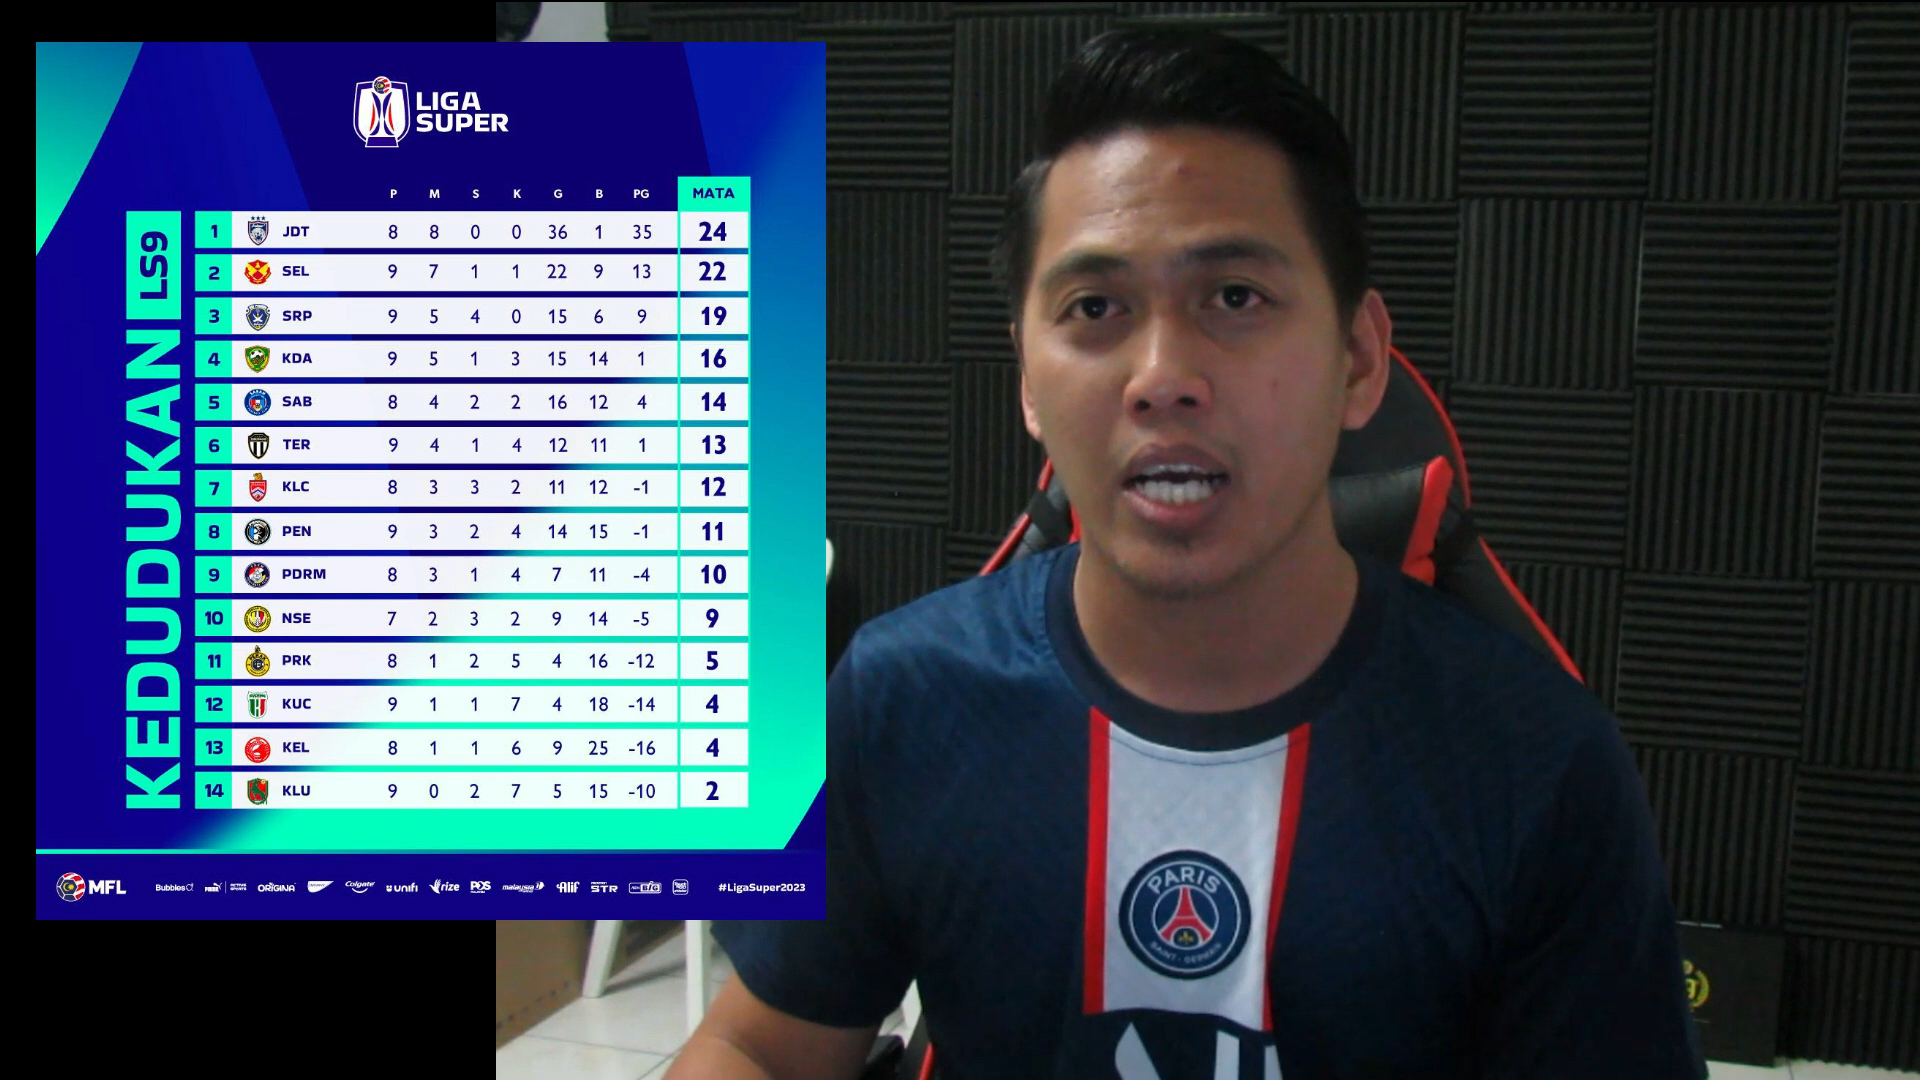 LIGA
SUPER
KEDUDUKAN LS9
P M S K G B PG MATA
1 JDT 8 8 0 0 36 1 35 24
2 SEL 9 7 1 1 22 9 13 22
3 SRP 9 5 4 0 15 6 9 19
4 KDA 9 5 1 3 15 14 1 16
5 SAB 8 4 2 2 16 12 4 14
6 TER 9 4 1 4 12 11 1 13
7 KLC 8 3 3 2 11 12 -1 12
8 PEN 9 3 2 4 14 15 -1 11
9 PDRM 8 3 1 4 7 11 -4 10
10 NSE 7 2 3 2 9 14 -5 9
11 PRK 8 1 2 5 4 16 -12 5
12 KUC 9 1 1 7 4 18 -14 4
13 KEL 8 1 1 6 9 25 -16 4
14 KLU 9 0 2 7 5 15 -10 2
MFL Bubbles O2 ORIGINA Colgate unifi rize POS malaysia Alif STR #LigaSuper2023
PARIS
SAINT-GERMAIN